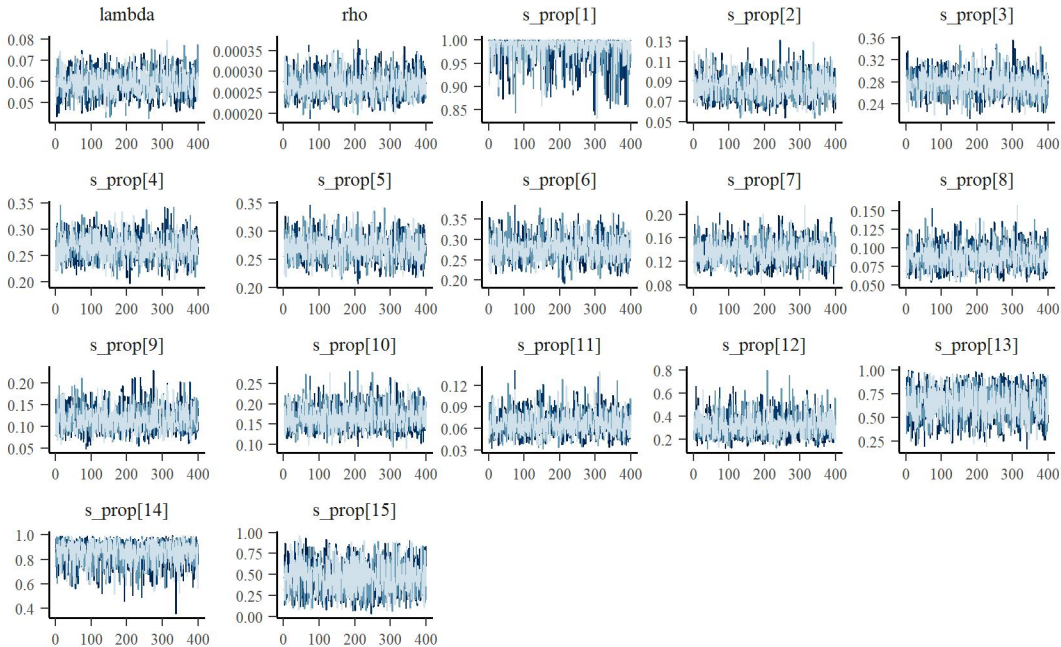 lambda
rho
s_prop[1]
s_prop[2]
s_prop[3]
0.08
0.07
0.06
0.05
0 100 200 300 400
0.00035
0.00030
0.00025
0.00020
0 100 200 300 400
1.00
0.95
0.90
0.85
0 100 200 300 400
0.13
0.11
0.09
0.07
0.05
0 100 200 300 400
0.36
0.32
0.28
0.24
0 100 200 300 400
s_prop[4]
s_prop[5]
s_prop[6]
s_prop[7]
s_prop[8]
0.35
0.30
0.25
0.20
0 100 200 300 400
0.35
0.30
0.25
0.20
0 100 200 300 400
0.35
0.30
0.25
0.20
0 100 200 300 400
0.20
0.16
0.12
0.08
0 100 200 300 400
0.150
0.125
0.100
0.075
0.050
0 100 200 300 400
s_prop[9]
s_prop[10]
s_prop[11]
s_prop[12]
s_prop[13]
0.20
0.15
0.10
0.05
0 100 200 300 400
0.25
0.20
0.15
0.10
0 100 200 300 400
0.12
0.09
0.06
0.03
0 100 200 300 400
0.8
0.6
0.4
0.2
0 100 200 300 400
1.00
0.75
0.50
0.25
0 100 200 300 400
s_prop[14]
s_prop[15]
1.0
0.8
0.6
0.4
0 100 200 300 400
1.00
0.75
0.50
0.25
0.00
0 100 200 300 400